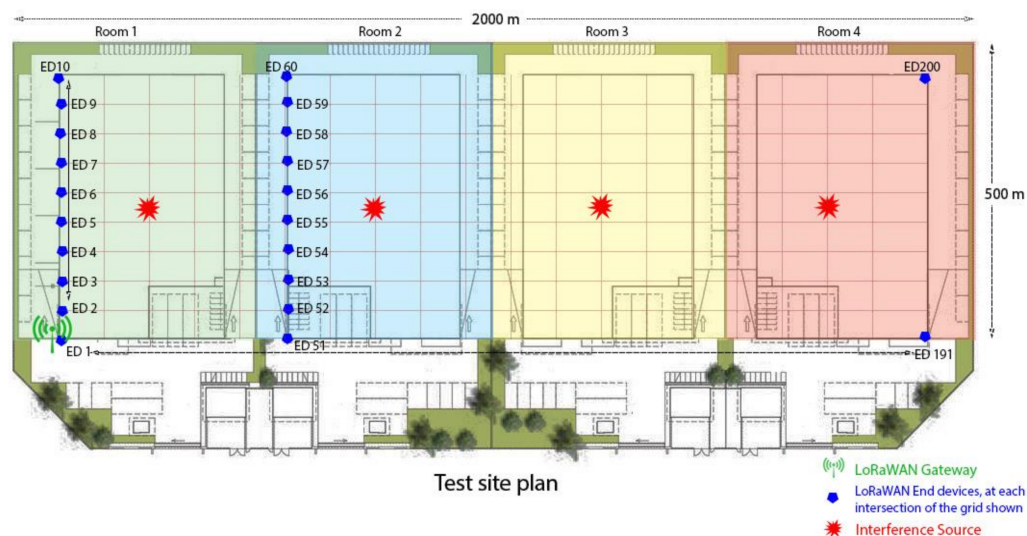 2000 m
Room 1
Room 2
Room 3
Room 4
ED10
ED 60
ED200
ED 9
ED 59
ED 8
ED 58
ED 7
ED 57
ED 6
ED 56
500 m
ED 5
ED 55
ED 4
ED 54
ED 3
ED 53
ED 2
ED 52
ED 1
ED 51
ED 191
Test site plan
LoRaWAN Gateway
LoRaWAN End devices, at each
intersection of the grid shown
Interference Source